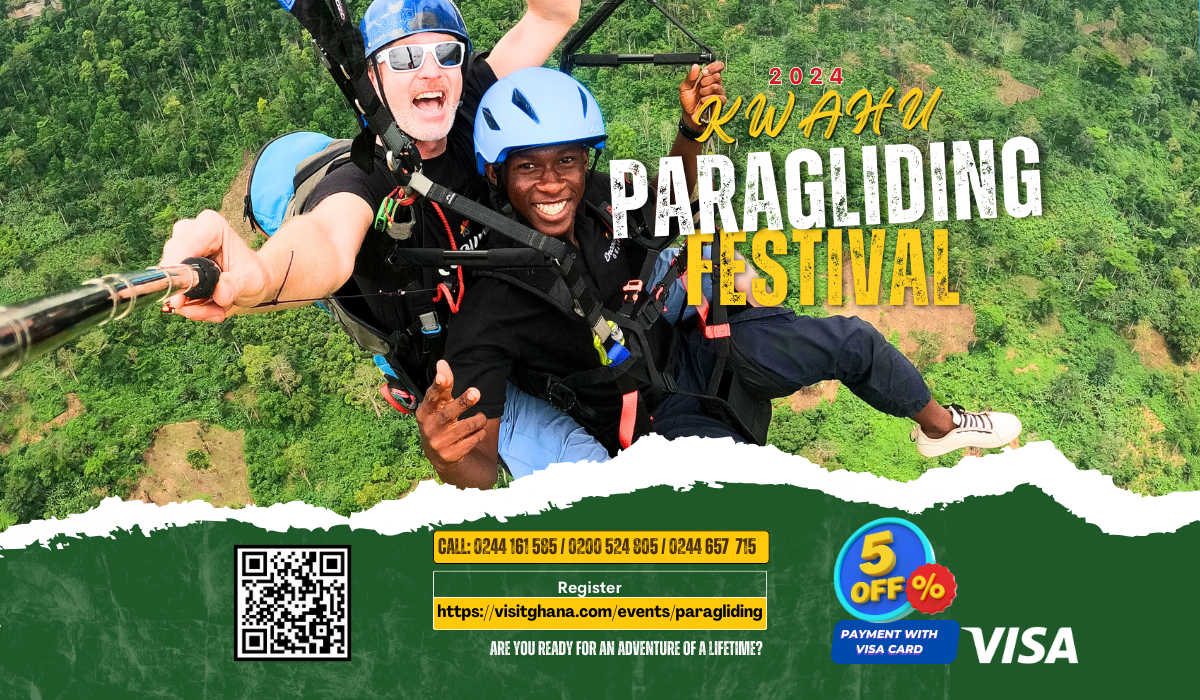 2024
KWAHU
PARAGLIDING
FESTIVAL
CALL: 0244 161 585 / 0200 524 805 / 0244 657 715
Register
https://visitghana.com/events/paragliding
ARE YOU READY FOR AN ADVENTURE OF A LIFETIME?
5
OFF %
PAYMENT WITH
VISA CARD
VISA